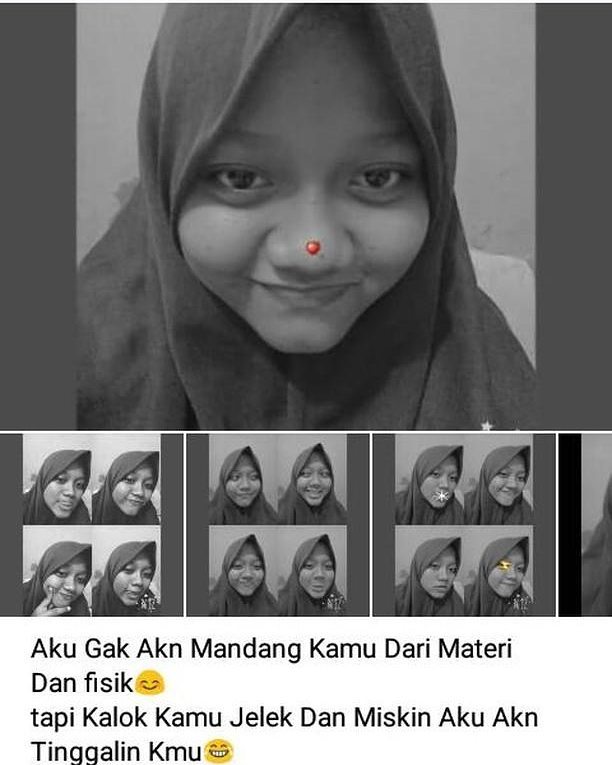 Aku Gak Akn Mandang Kamu Dari Materi
Dan fisik😊
tapi Kalok Kamu Jelek Dan Miskin Aku Akn
Tinggalin Kmu😂